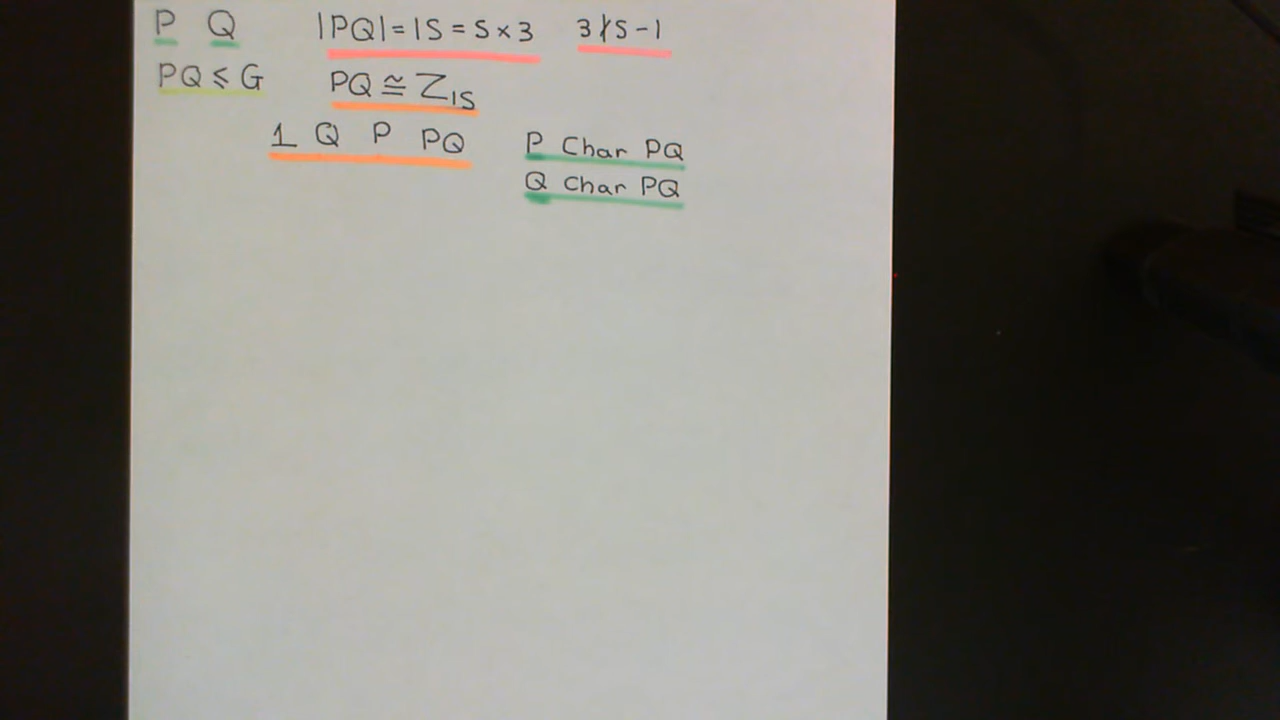 P Q |PQ| = 15 = 5 × 3 3∤5-1
PQ ≤ G PQ ≅ Z₁₅
1 Q P PQ
P Char PQ
Q Char PQ